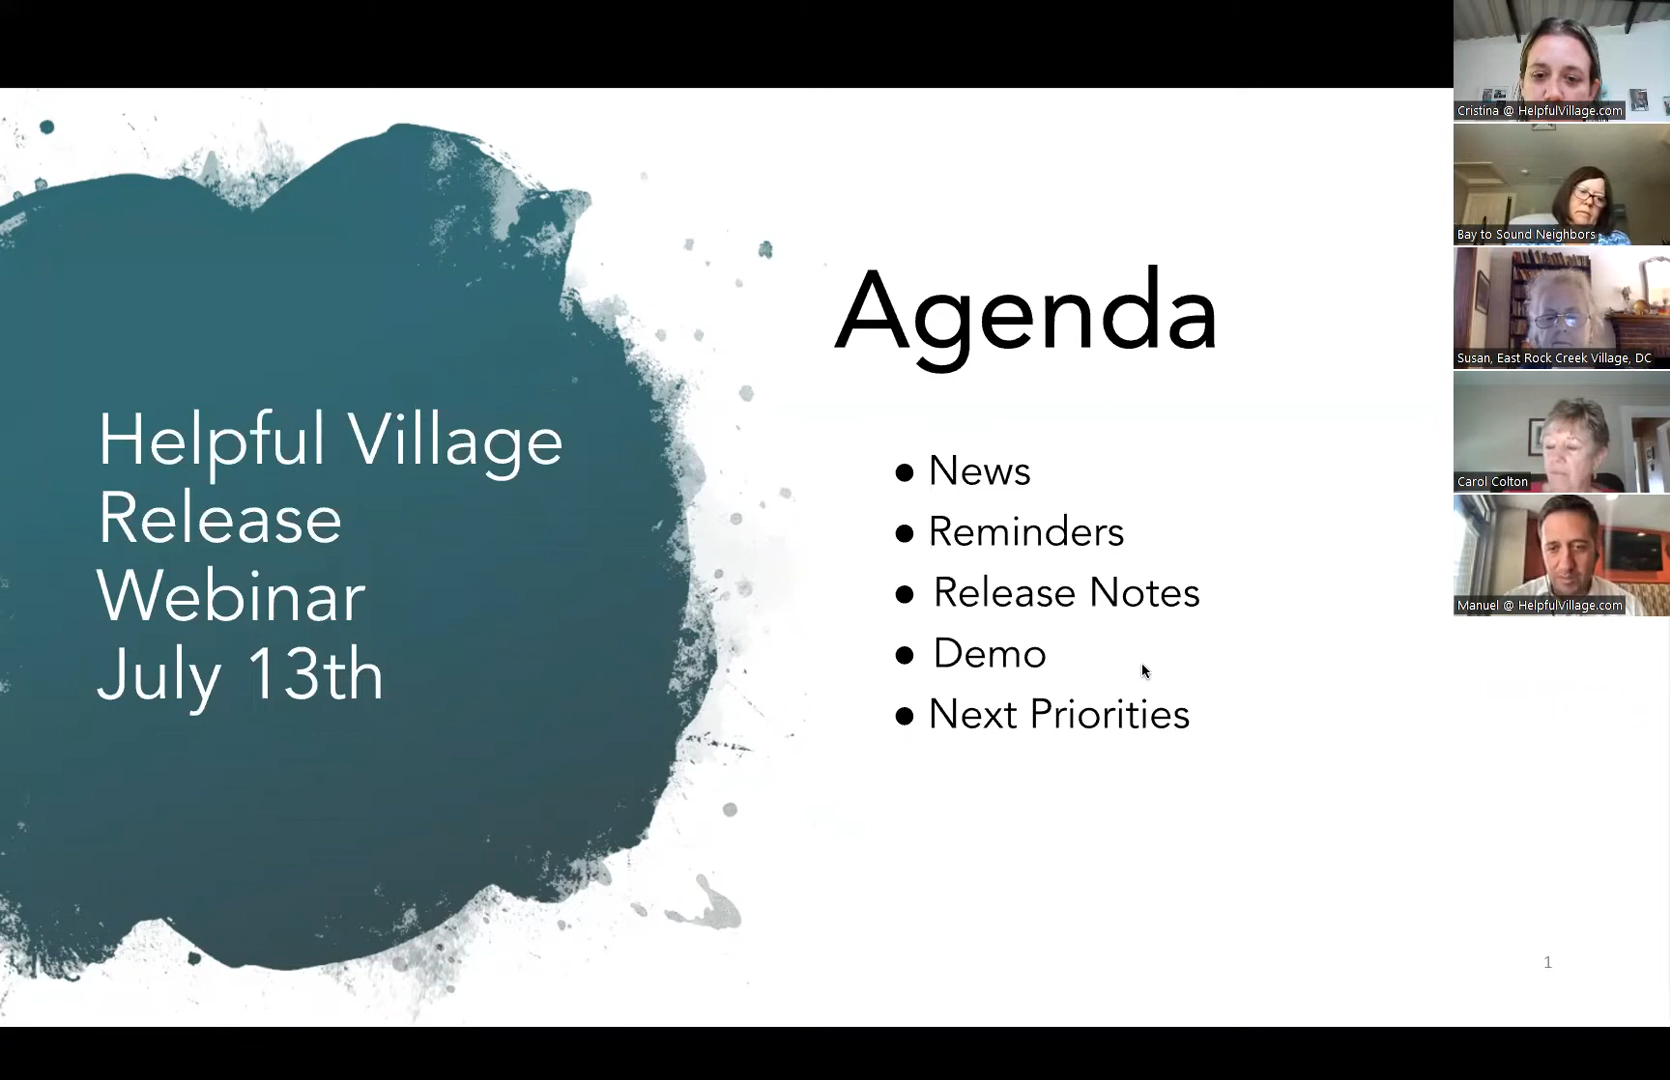 Helpful Village
Release
Webinar
July 13th
Agenda
● News
● Reminders
● Release Notes
● Demo
● Next Priorities
1
Cristina @ HelpfulVillage.com
Bay to Sound Neighbors
Susan, East Rock Creek Village, DC
Carol Colton
Manuel @ HelpfulVillage.com